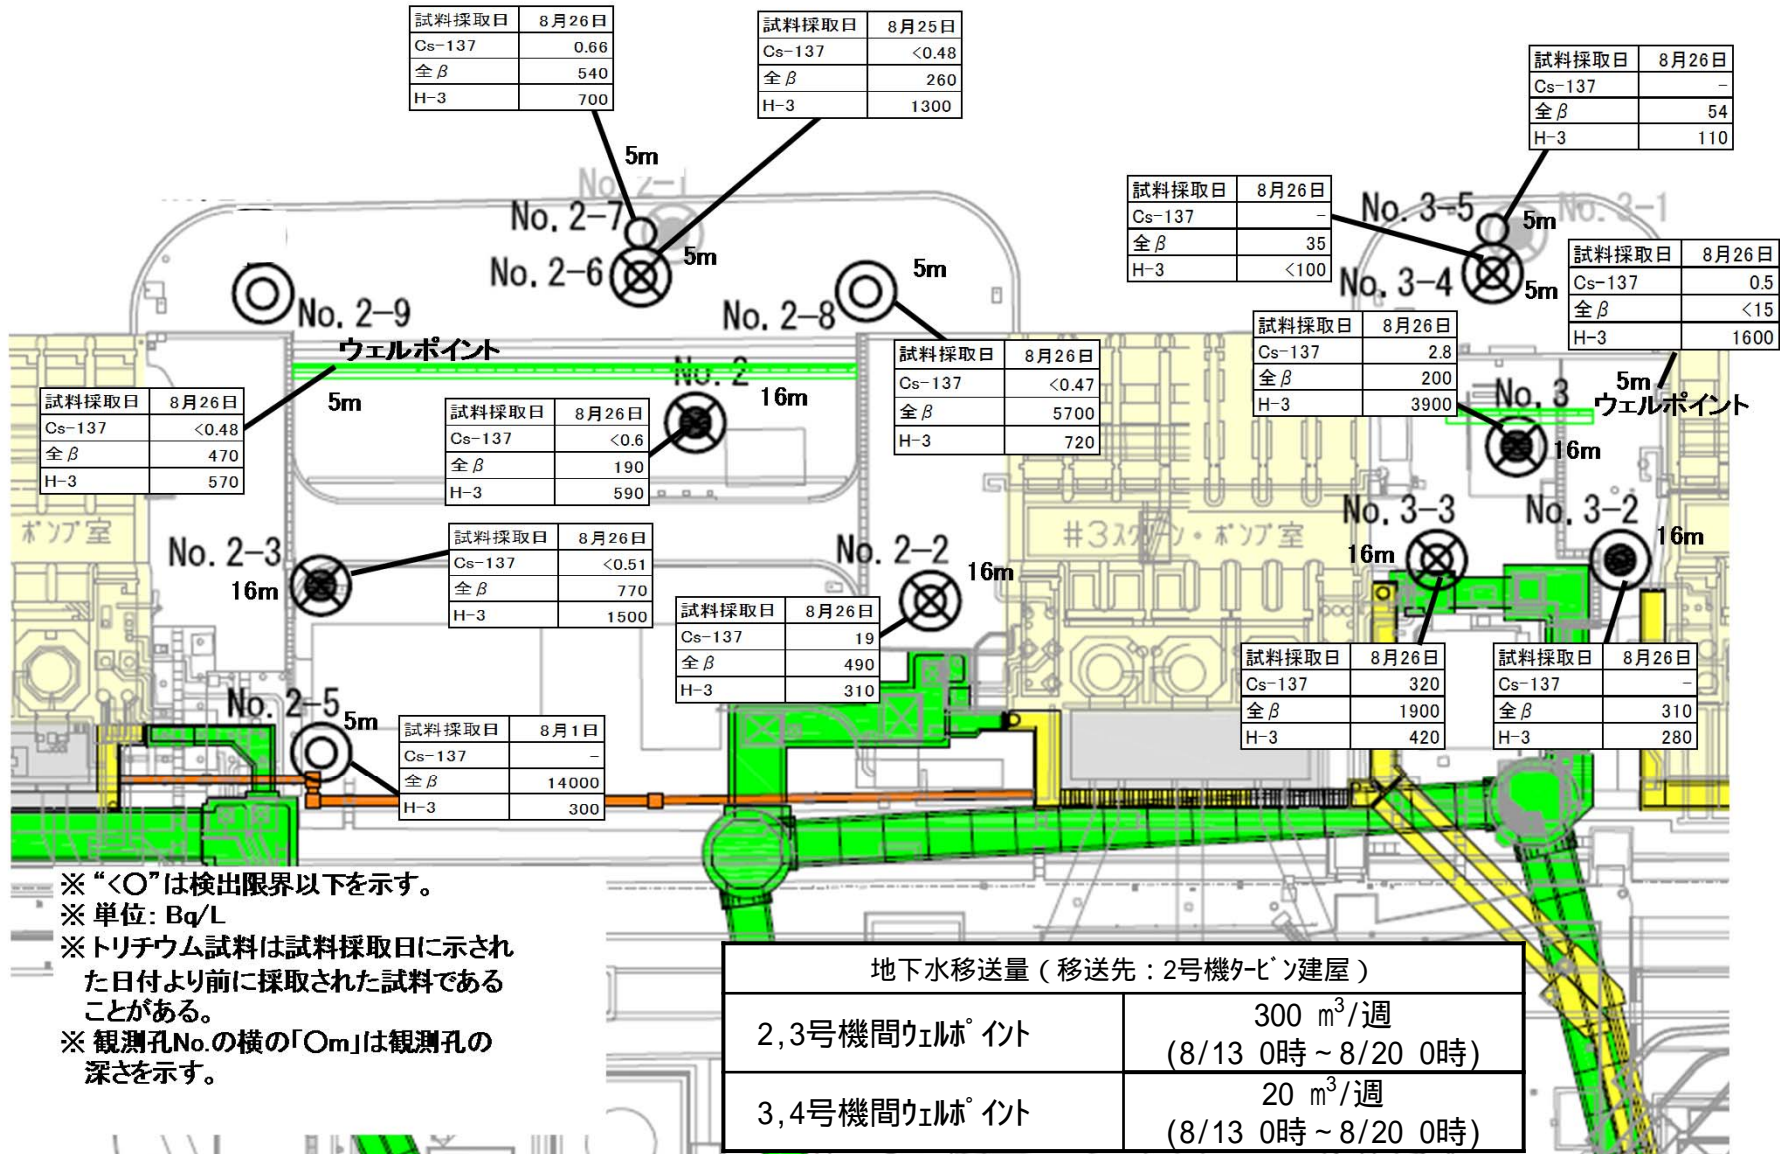 試料採取日 8月26日
Cs-137 0.66
全β 540
H-3 700
試料採取日 8月25日
Cs-137 <0.48
全β 260
H-3 1300
試料採取日 8月26日
Cs-137 -
全β 54
H-3 110
5m
No. 2-1
No. 2-7
No. 2-6
5m
試料採取日 8月26日
Cs-137 -
全β 35
H-3 <100
No. 3-5
5m
No. 3-1
No. 3-4
5m
試料採取日 8月26日
Cs-137 0.5
全β <15
H-3 1600
No. 2-9
No. 2-8
5m
ウェルポイント
5m
試料採取日 8月26日
Cs-137 <0.48
全β 470
H-3 570
No. 2
16m
試料採取日 8月26日
Cs-137 <0.6
全β 190
H-3 590
試料採取日 8月26日
Cs-137 <0.47
全β 5700
H-3 720
試料採取日 8月26日
Cs-137 2.8
全β 200
H-3 3900
No. 3
16m
5m
ウェルポイント
ポンプ室
No. 2-3
16m
試料採取日 8月26日
Cs-137 <0.51
全β 770
H-3 1500
No. 2-2
16m
試料採取日 8月26日
Cs-137 19
全β 490
H-3 310
#3スクリーン・ポンプ室
No. 3-3
16m
No. 3-2
16m
試料採取日 8月26日
Cs-137 320
全β 1900
H-3 420
試料採取日 8月26日
Cs-137 -
全β 310
H-3 280
No. 2-5
5m
試料採取日 8月1日
Cs-137 -
全β 14000
H-3 300
※ “<〇”は検出限界以下を示す。
※ 単位: Bq/L
※ トリチウム試料は試料採取日に示され
た日付より前に採取された試料である
ことがある。
※ 観測孔No.の横の「〇m」は観測孔の
深さを示す。
地下水移送量(移送先:2号機ﾀｰﾋﾞﾝ建屋)
2,3号機間ｳｪﾙﾎﾟｲﾝﾄ 300 m³/週
(8/13 0時~8/20 0時)
3,4号機間ｳｪﾙﾎﾟｲﾝﾄ 20 m³/週
(8/13 0時~8/20 0時)